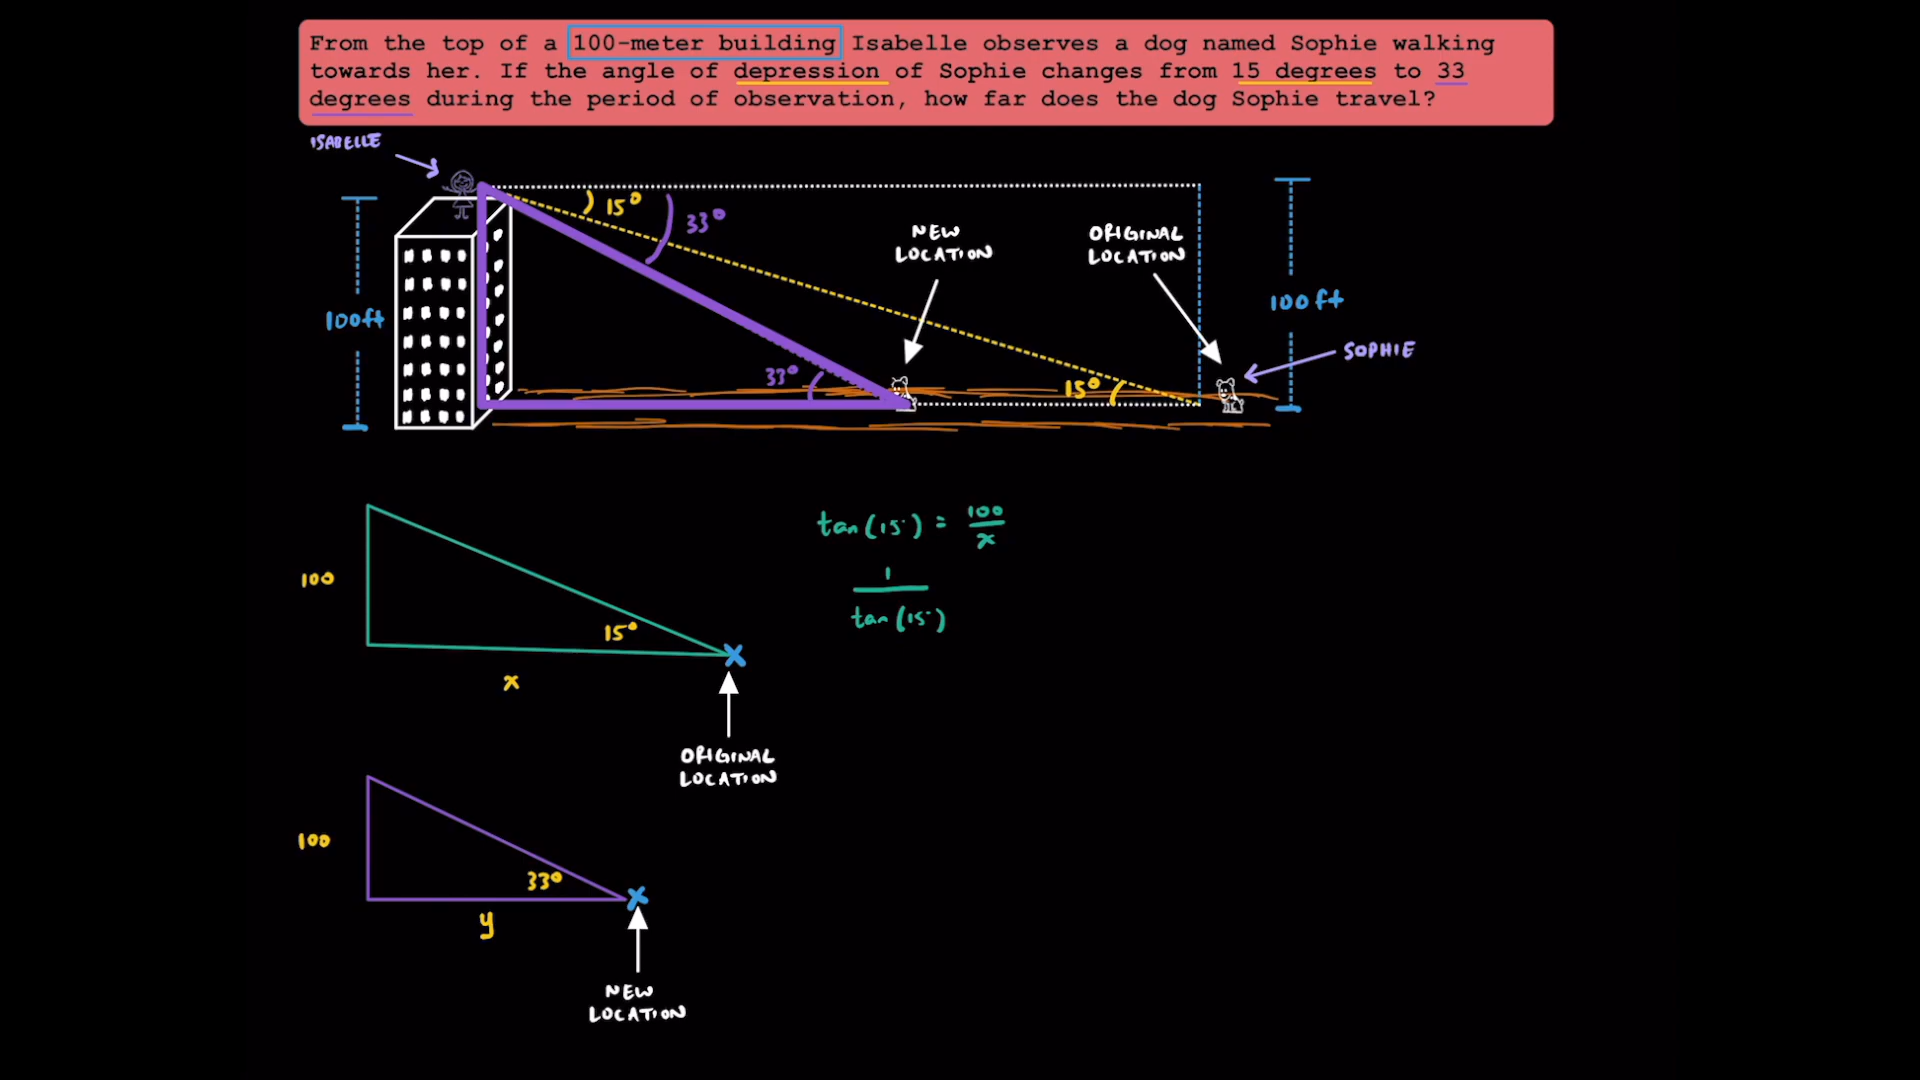 From the top of a 100-meter building Isabelle observes a dog named Sophie walking
towards her. If the angle of depression of Sophie changes from 15 degrees to 33
degrees during the period of observation, how far does the dog Sophie travel?
ISABELLE
15°
33°
NEW
LOCATION
ORIGINAL
LOCATION
100ft
100ft
SOPHIE
33°
15°
tan(15°) = 100/x
1/tan(15°)
100
15°
x
ORIGINAL
LOCATION
100
33°
y
NEW
LOCATION